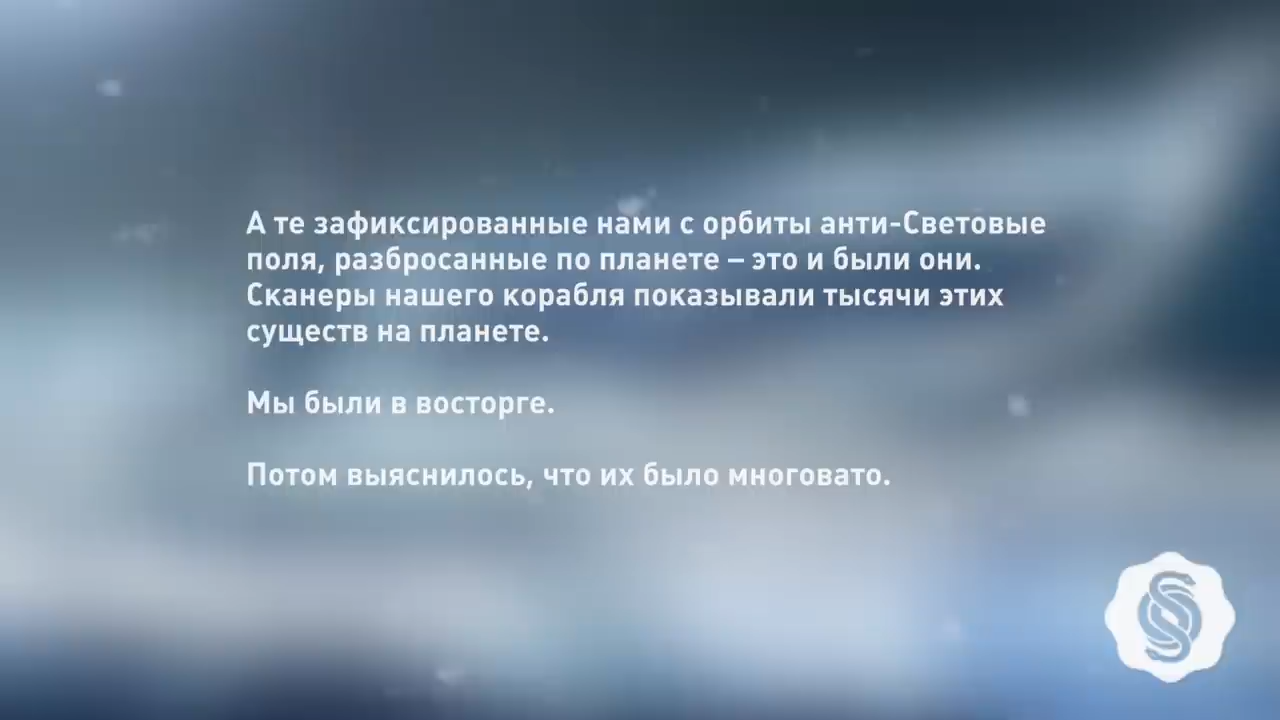 А те зафиксированные нами с орбиты анти-Световые
поля, разбросанные по планете – это и были они.
Сканеры нашего корабля показывали тысячи этих
существ на планете.
Мы были в восторге.
Потом выяснилось, что их было многовато.